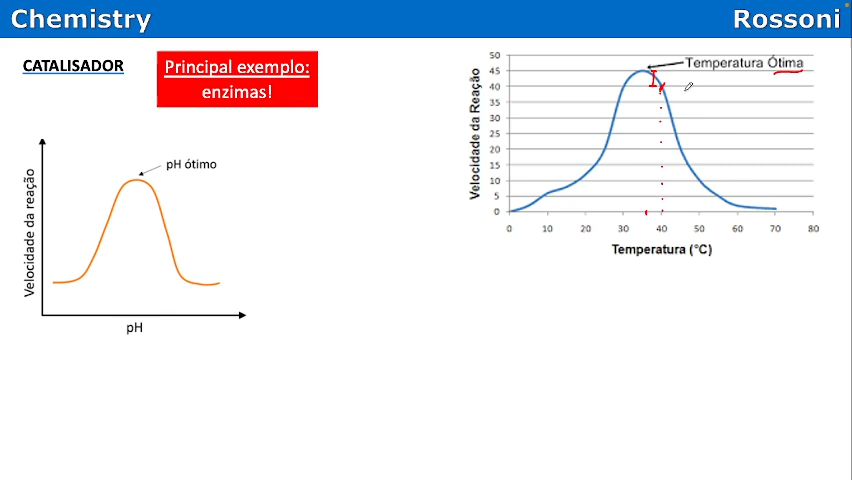 Chemistry
Rossoni
CATALISADOR
Principal exemplo:
enzimas!
pH ótimo
Velocidade da reação
pH
Temperatura Ótima
Velocidade da Reação
50
45
40
35
30
25
20
15
10
5
0
0 10 20 30 40 50 60 70 80
Temperatura (°C)